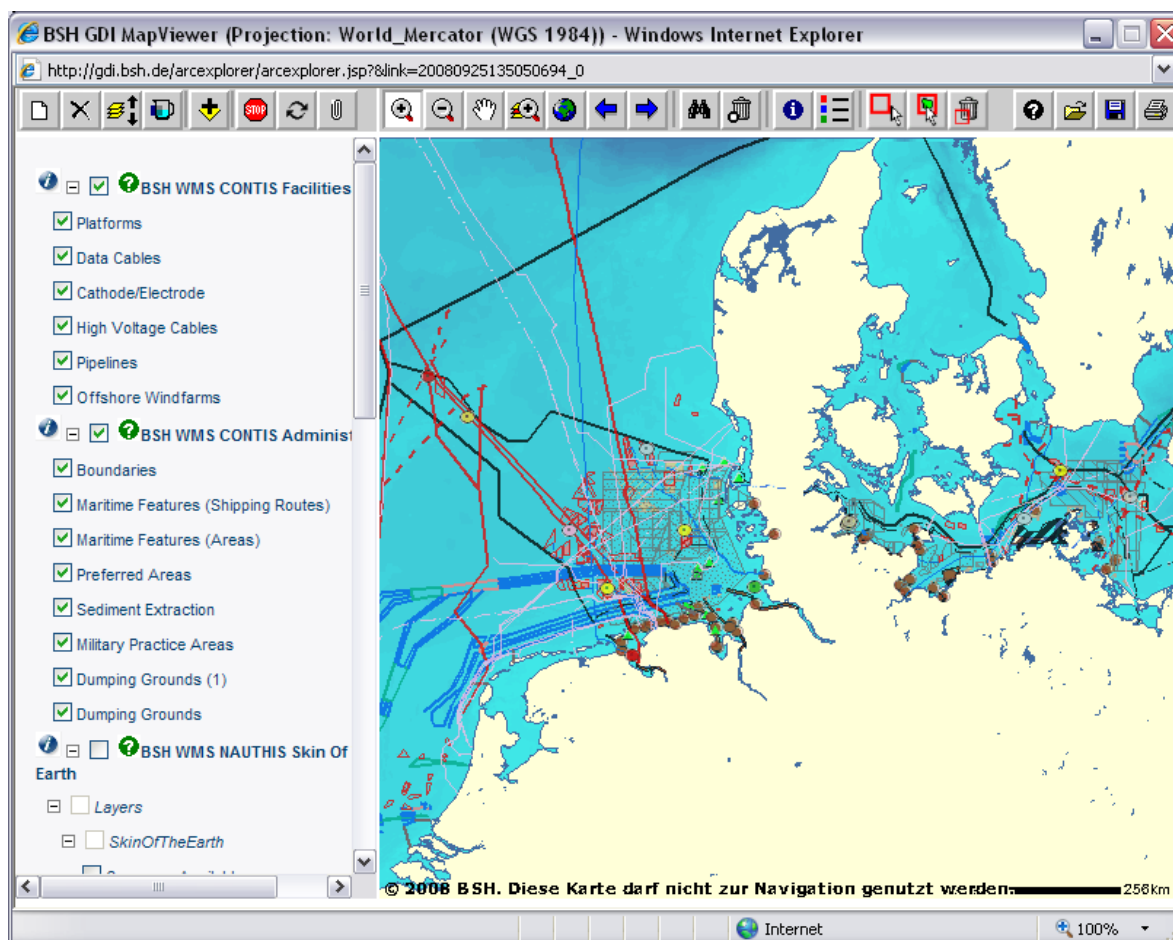 BSH GDI MapViewer (Projection: World_Mercator (WGS 1984)) - Windows Internet Explorer
http://gdi.bsh.de/arcexplorer/arcexplorer.jsp?&link=20080925135050694_0
STOP
BSH WMS CONTIS Facilities
Platforms
Data Cables
Cathode/Electrode
High Voltage Cables
Pipelines
Offshore Windfarms
BSH WMS CONTIS Administ
Boundaries
Maritime Features (Shipping Routes)
Maritime Features (Areas)
Preferred Areas
Sediment Extraction
Military Practice Areas
Dumping Grounds (1)
Dumping Grounds
BSH WMS NAUTHIS Skin Of
Earth
Layers
SkinOfTheEarth
© 2008 BSH. Diese Karte darf nicht zur Navigation genutzt werden.
256km
Internet
100%